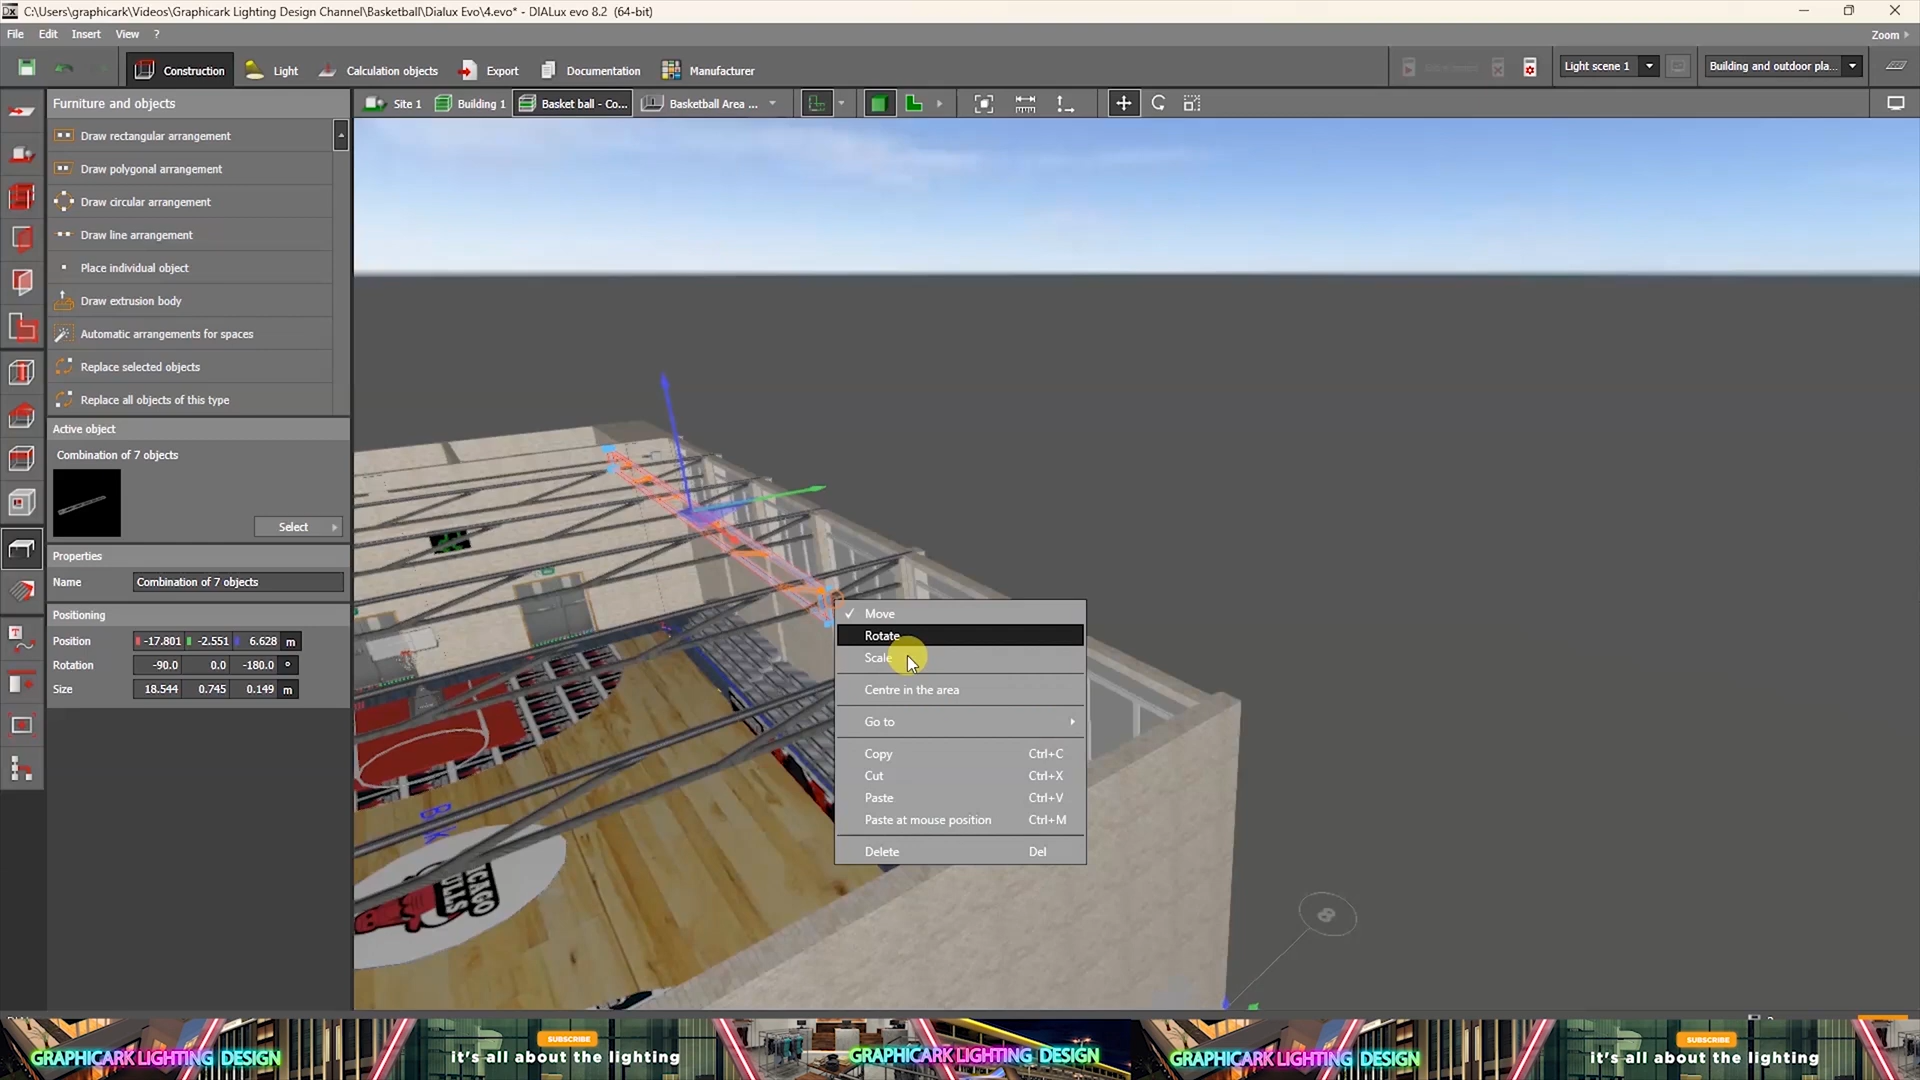 C:\Users\graphicark\Videos\Graphicark Lighting Design Channel\Basketball\Dialux Evo\4.evo* - DIALux evo 8.2 (64-bit)
File Edit Insert View ?
Zoom
Construction Light Calculation objects Export Documentation Manufacturer
Light scene 1 Building and outdoor pla...
Furniture and objects
Site 1 Building 1 Basket ball - Co... Basketball Area ...
Draw rectangular arrangement
Draw polygonal arrangement
Draw circular arrangement
Draw line arrangement
Place individual object
Draw extrusion body
Automatic arrangements for spaces
Replace selected objects
Replace all objects of this type
Active object
Combination of 7 objects
Select
Properties
Name Combination of 7 objects
Positioning
Position -17.801 -2.551 6.628 m
Rotation -90.0 0.0 -180.0 °
Size 18.544 0.745 0.149 m
Move
Rotate
Scale
Centre in the area
Go to
Copy Ctrl+C
Cut Ctrl+X
Paste Ctrl+V
Paste at mouse position Ctrl+M
Delete Del
8
GRAPHICARK LIGHTING DESIGN
SUBSCRIBE
it's all about the lighting
GRAPHICARK LIGHTING DESIGN
GRAPHICARK LIGHTING DESIGN
SUBSCRIBE
it's all about the lighting